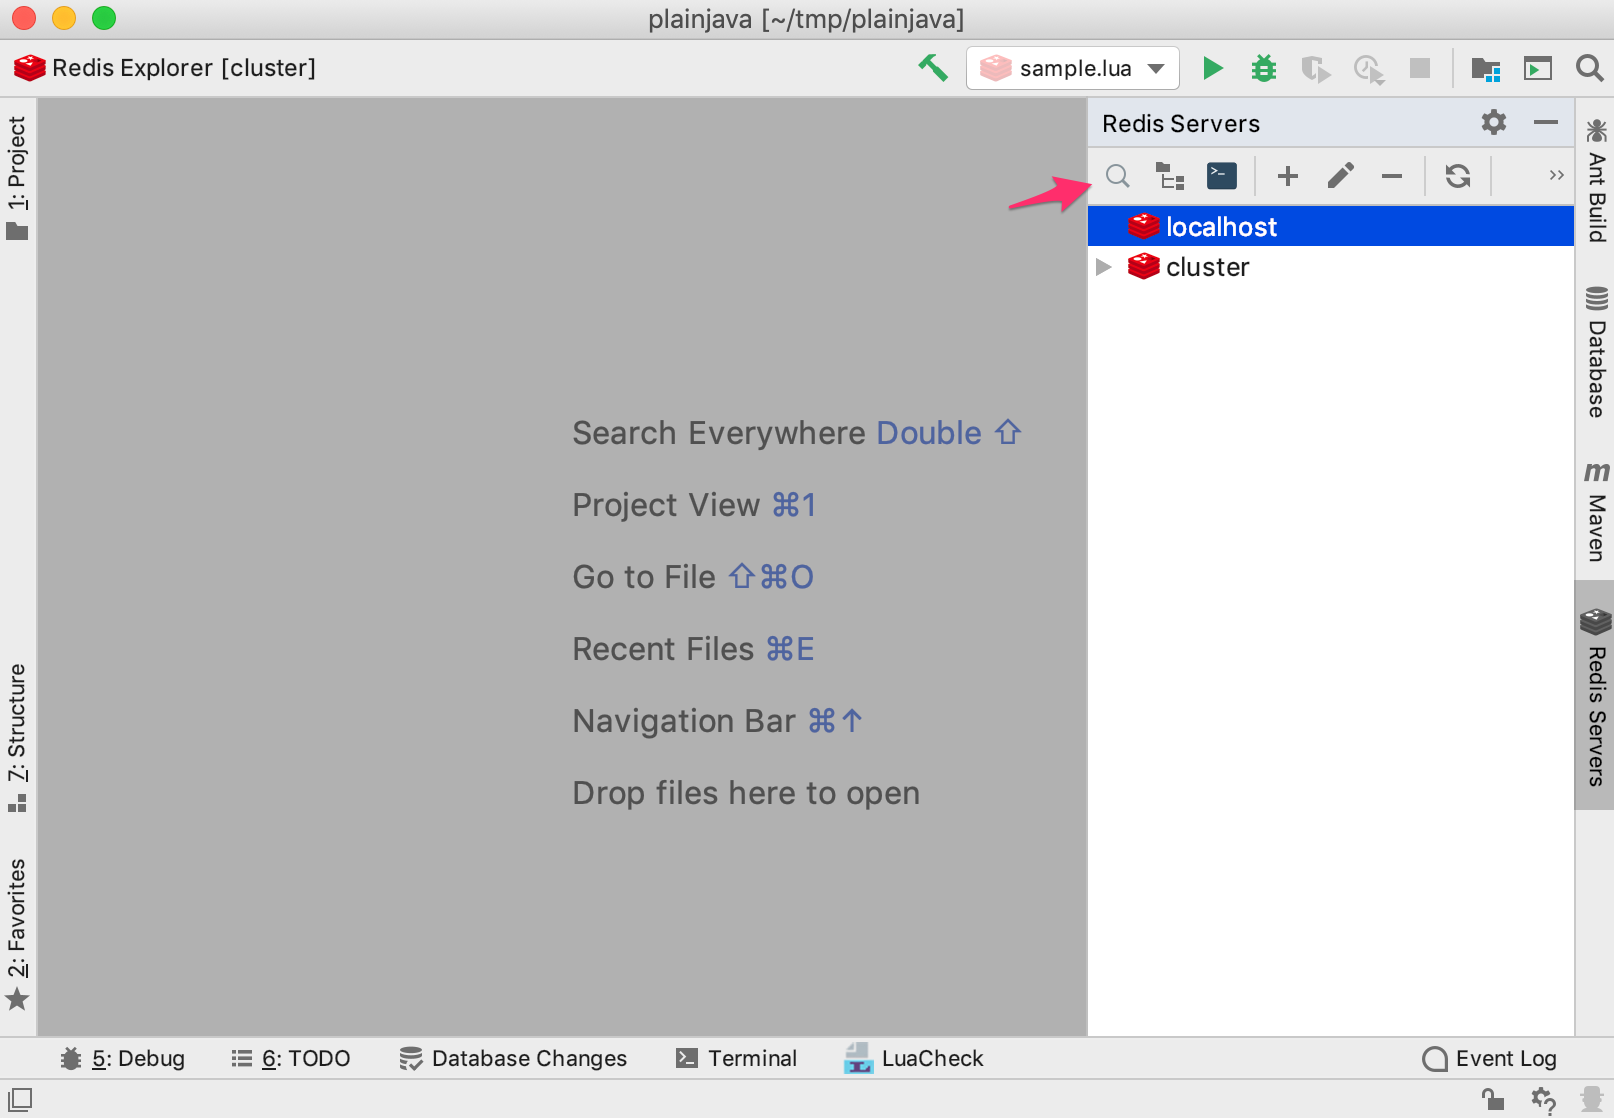 plainjava [~/tmp/plainjava]
Redis Explorer [cluster]
sample.lua
1: Project
7: Structure
2: Favorites
Search Everywhere Double ⇧
Project View ⌘1
Go to File ⇧⌘O
Recent Files ⌘E
Navigation Bar ⌘↑
Drop files here to open
Redis Servers
localhost
cluster
Ant Build
Database
m Maven
Redis Servers
5: Debug
6: TODO
Database Changes
Terminal
LuaCheck
Event Log